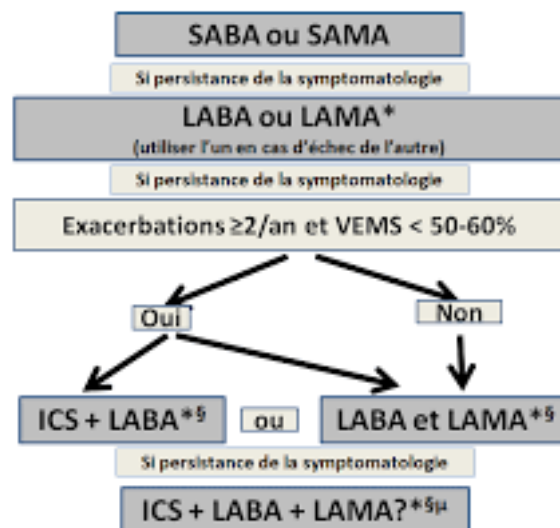 SABA ou SAMA
Si persistance de la symptomatologie
LABA ou LAMA*
(utiliser l'un en cas d'échec de l'autre)
Si persistance de la symptomatologie
Exacerbations ≥2/an et VEMS < 50-60%
Oui
Non
ICS + LABA*§
ou
LABA et LAMA*§
Si persistance de la symptomatologie
ICS + LABA + LAMA?*§µ